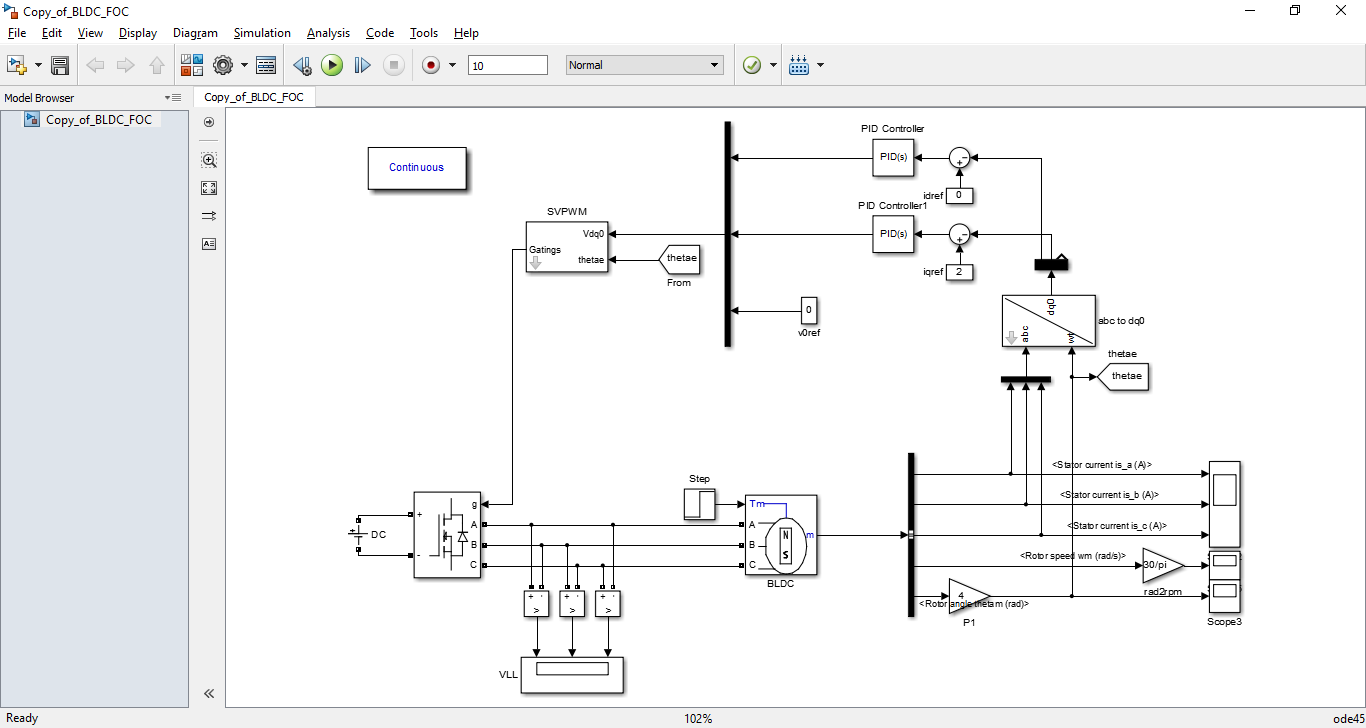 Copy_of_BLDC_FOC
File Edit View Display Diagram Simulation Analysis Code Tools Help
10
Normal
Model Browser
Copy_of_BLDC_FOC
Copy_of_BLDC_FOC
Continuous
PID Controller
PID(s)
idref
0
PID Controller1
PID(s)
iqref
2
SVPWM
Vdq0
Gatings
thetae
thetae
From
0
v0ref
dq0
abc
wt
abc to dq0
thetae
thetae
Step
<Stator current is_a (A)>
<Stator current is_b (A)>
<Stator current is_c (A)>
<Rotor speed wm (rad/s)>
30/pi
rad2rpm
4
<Rotor angle thetam (rad)>
P1
Scope3
DC
+
-
g
A
B
C
Tm
A
B
C
N
S
m
BLDC
+ -
v
+ -
v
+ -
v
VLL
Ready
102%
ode45